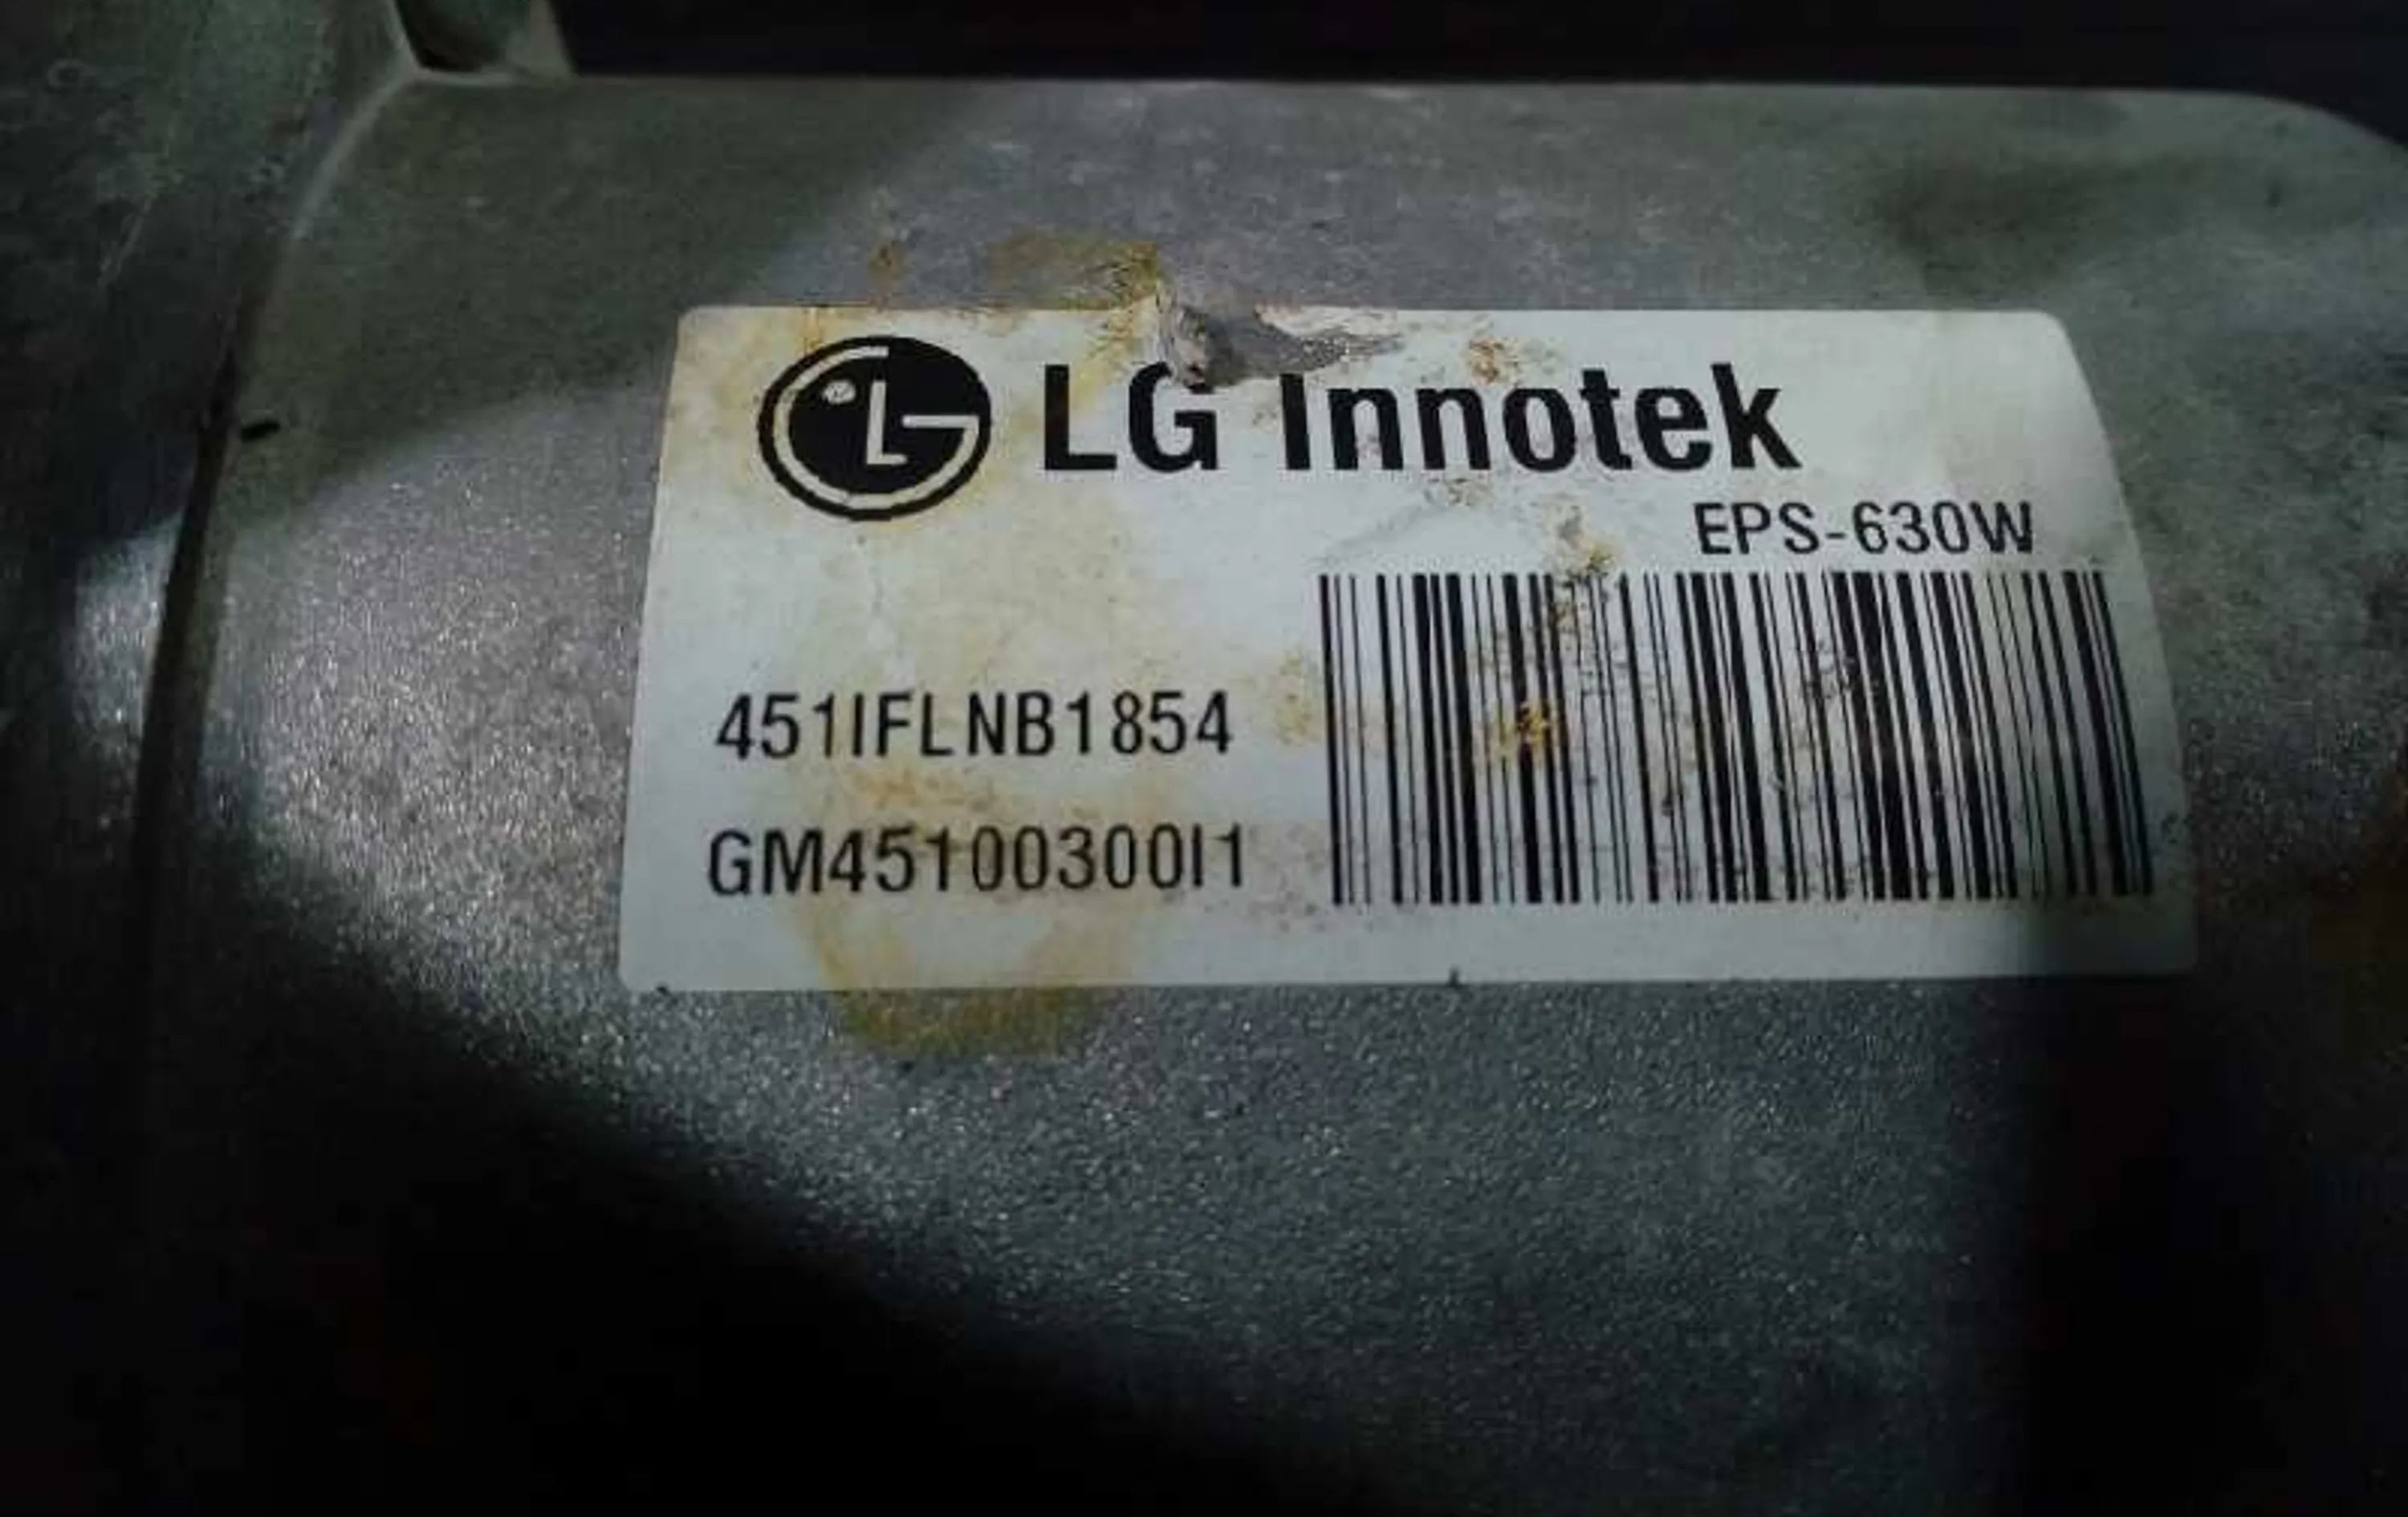 LG Innotek
EPS-630W
451IFLNB1854
GM45100300I1